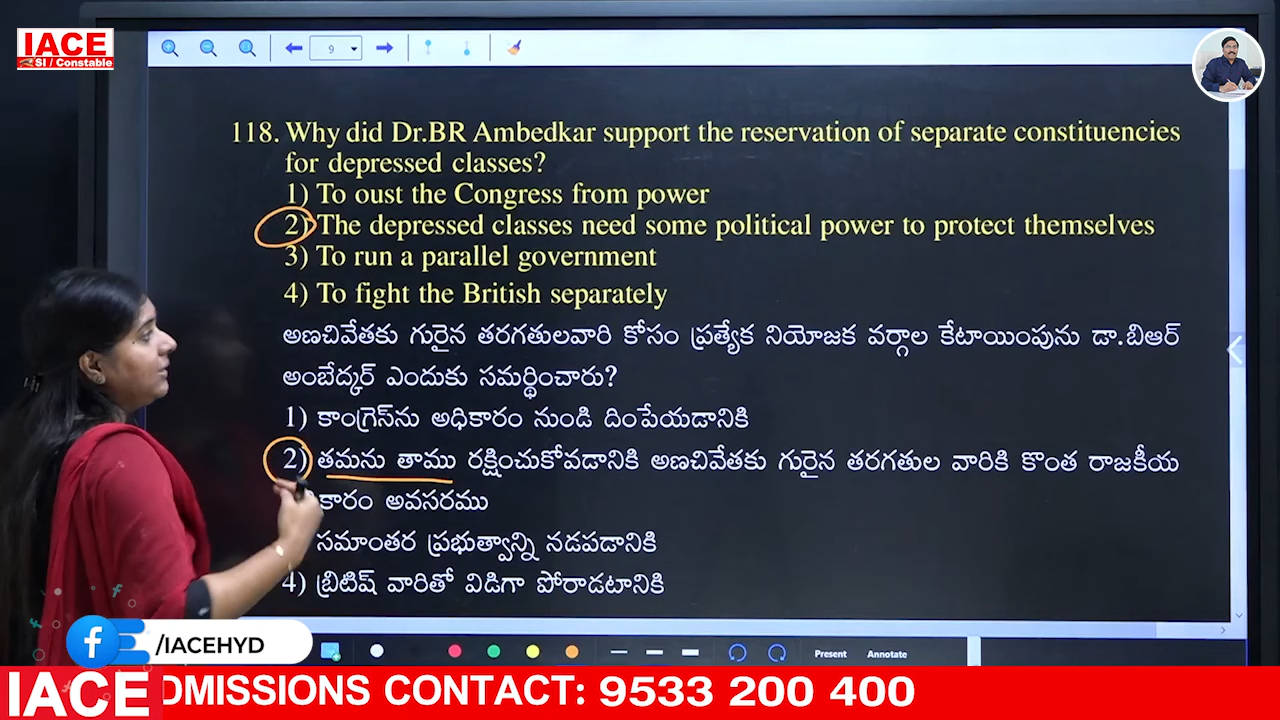 IACE
SI / Constable
9
118. Why did Dr.BR Ambedkar support the reservation of separate constituencies
for depressed classes?
1) To oust the Congress from power
2) The depressed classes need some political power to protect themselves
3) To run a parallel government
4) To fight the British separately
అణచివేతకు గురైన తరగతులవారి కోసం ప్రత్యేక నియోజక వర్గాల కేటాయింపును డా.బిఆర్
అంబేద్కర్ ఎందుకు సమర్థించారు?
1) కాంగ్రెస్‌ను అధికారం నుండి దింపేయడానికి
2) తమను తాము రక్షించుకోవడానికి అణచివేతకు గురైన తరగతుల వారికి కొంత రాజకీయ
కారం అవసరము
సమాంతర ప్రభుత్వాన్ని నడపడానికి
4) బ్రిటిష్ వారితో విడిగా పోరాడటానికి
/IACEHYD
Present Annotate
IACE DMISSIONS CONTACT: 9533 200 400